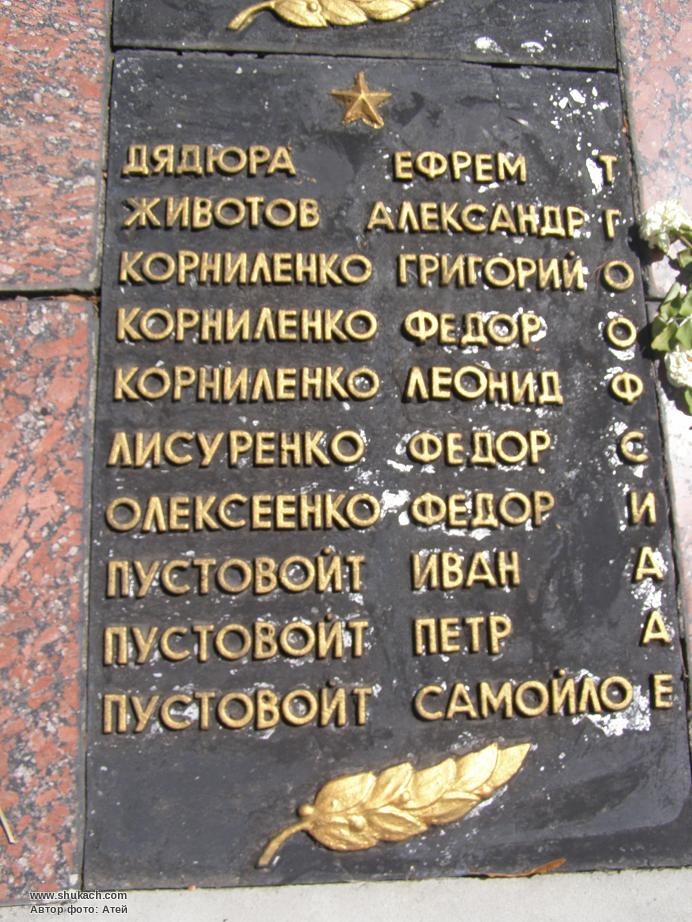 ДЯДЮРА ЕФРЕМ Т
ЖИВОТОВ АЛЕКСАНДР Г
КОРНИЛЕНКО ГРИГОРИЙ О
КОРНИЛЕНКО ФЕДОР О
КОРНИЛЕНКО ЛЕОНИД Ф
ЛИСУРЕНКО ФЕДОР С
ОЛЕКСЕЕНКО ФЕДОР И
ПУСТОВОЙТ ИВАН А
ПУСТОВОЙТ ПЕТР А
ПУСТОВОЙТ САМОЙЛО Е
www.shukach.com
Автор фото: Атей